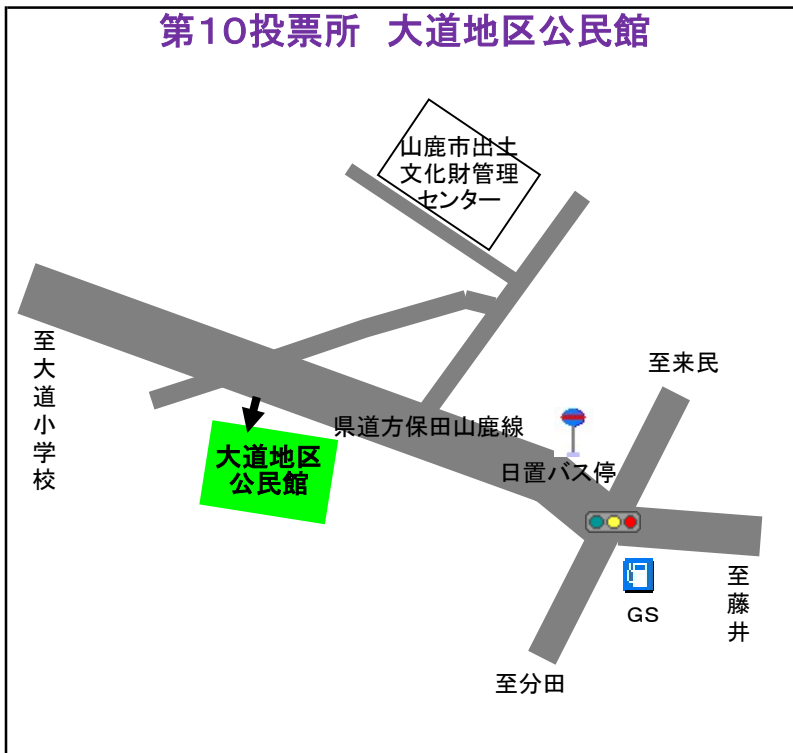 第10投票所　大道地区公民館
山鹿市出土
文化財管理
センター
至大道小学校
至来民
県道方保田山鹿線
日置バス停
大道地区
公民館
至藤井
GS
至分田